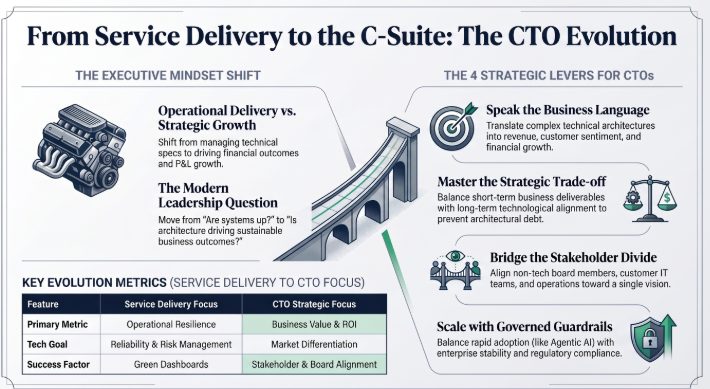 From Service Delivery to the C-Suite: The CTO Evolution
THE EXECUTIVE MINDSET SHIFT
Operational Delivery vs.
Strategic Growth
Shift from managing technical
specs to driving financial outcomes
and P&L growth.
The Modern
Leadership Question
Move from “Are systems up?” to “Is
architecture driving sustainable
business outcomes?”
KEY EVOLUTION METRICS (SERVICE DELIVERY TO CTO FOCUS)
Feature Service Delivery Focus CTO Strategic Focus
Primary Metric Operational Resilience Business Value & ROI
Tech Goal Reliability & Risk Management Market Differentiation
Success Factor Green Dashboards Stakeholder & Board Alignment
THE 4 STRATEGIC LEVERS FOR CTOs
Speak the Business Language
Translate complex technical architectures
into revenue, customer sentiment, and
financial growth.
Master the Strategic Trade-off
Balance short-term business deliverables
with long-term technological alignment to
prevent architectural debt.
$
Bridge the Stakeholder Divide
Align non-tech board members, customer IT
teams, and operations toward a single vision.
Scale with Governed Guardrails
Balance rapid adoption (like Agentic AI) with
enterprise stability and regulatory compliance.